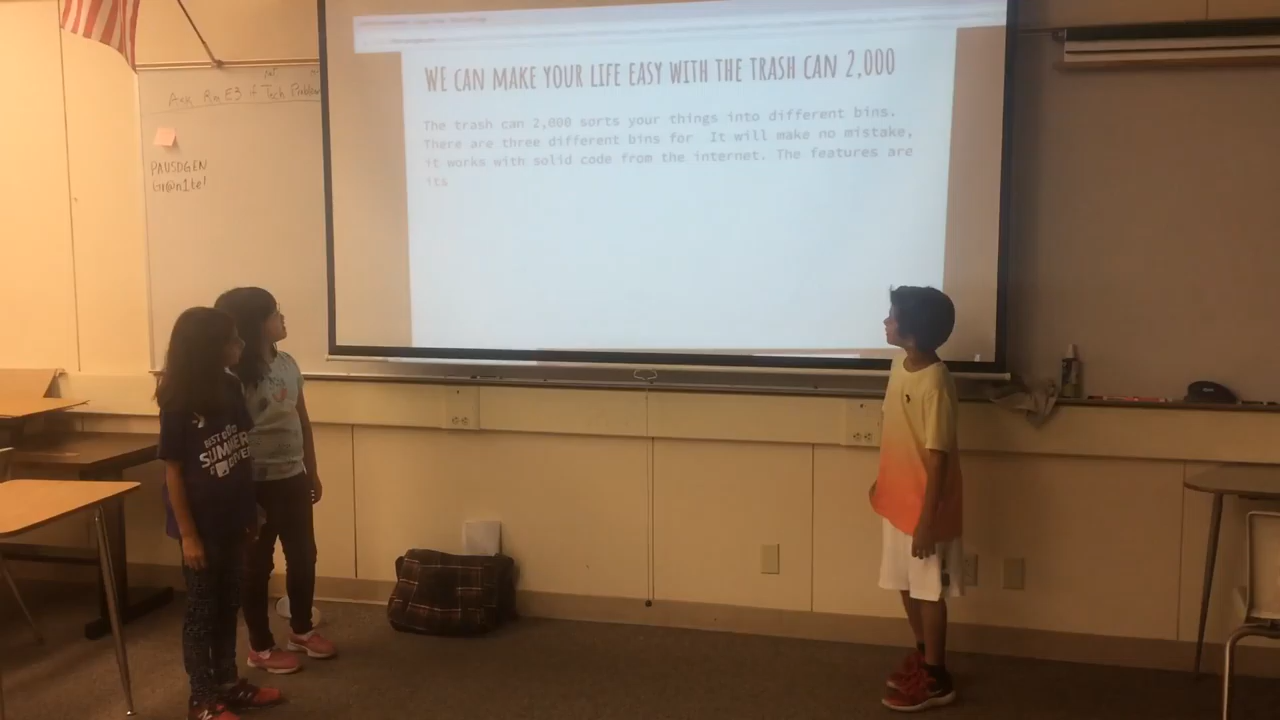 WE CAN MAKE YOUR LIFE EASY WITH THE TRASH CAN 2,000
The trash can 2,000 sorts your things into different bins.
There are three different bins for It will make no mistake,
it works with solid code from the internet. The features are
its
Not
Ask Rm E3 if Tech Problem
PAUSDGEN
Gr@n1te!
BEST
SUMMER
EVER